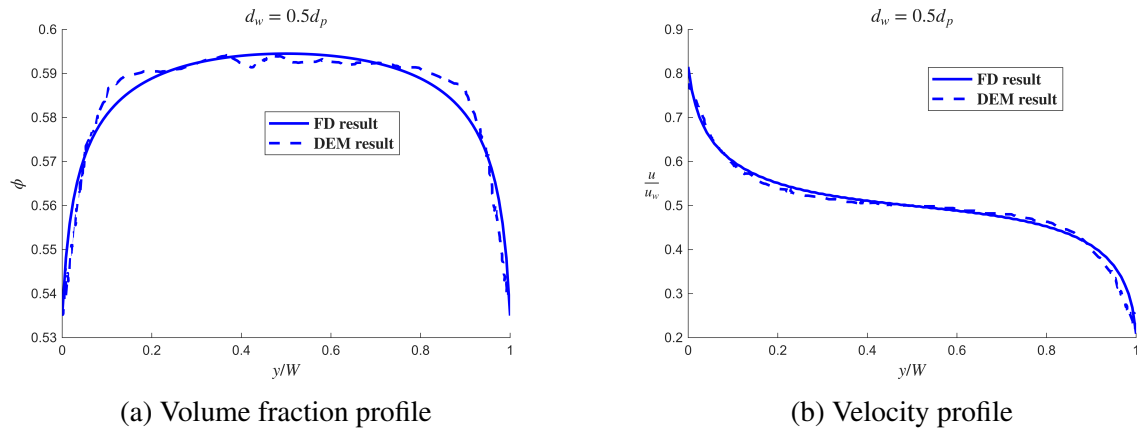 d_w = 0.5d_p
0.6
0.59
0.58
0.57
0.56
0.55
0.54
0.53
ϕ
FD result
DEM result
0 0.2 0.4 0.6 0.8 1
y/W
(a) Volume fraction profile
d_w = 0.5d_p
0.9
0.8
0.7
0.6
0.5
0.4
0.3
0.2
u
u_w
FD result
DEM result
0 0.2 0.4 0.6 0.8 1
y/W
(b) Velocity profile